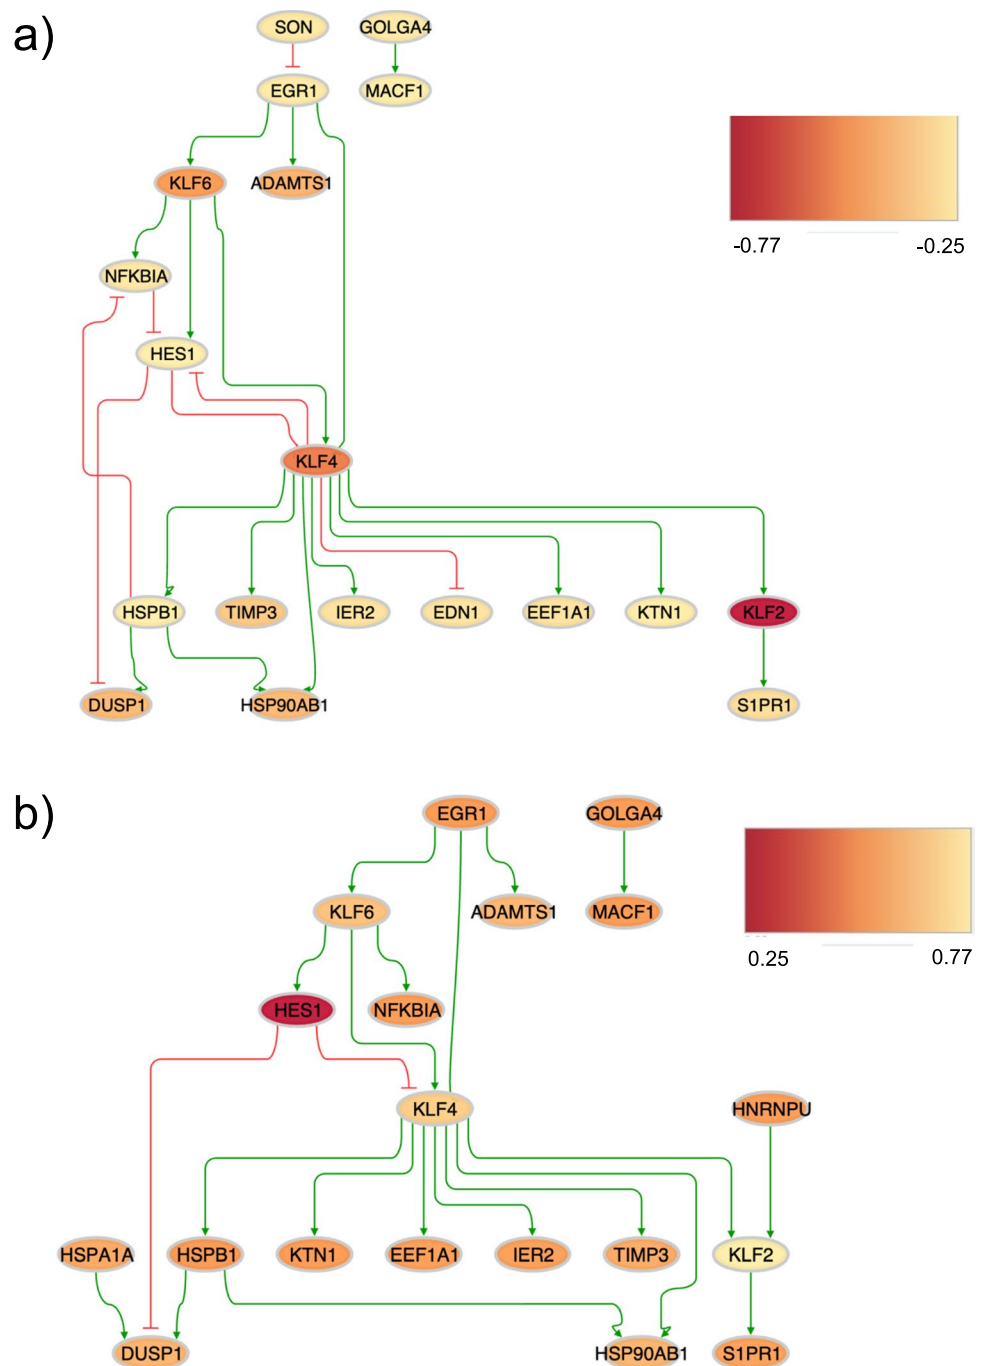 a)
SON
GOLGA4
EGR1
MACF1
KLF6
ADAMTS1
-0.77
-0.25
NFKBIA
HES1
KLF4
HSPB1
TIMP3
IER2
EDN1
EEF1A1
KTN1
KLF2
DUSP1
HSP90AB1
S1PR1
b)
EGR1
GOLGA4
KLF6
ADAMTS1
MACF1
0.25
0.77
HES1
NFKBIA
KLF4
HNRNPU
HSPA1A
HSPB1
KTN1
EEF1A1
IER2
TIMP3
KLF2
DUSP1
HSP90AB1
S1PR1